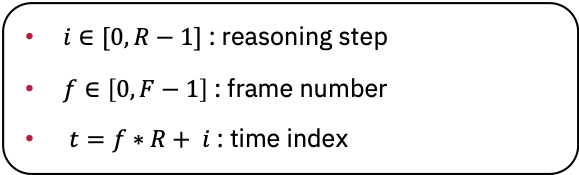 • i ∈ [0, R − 1] : reasoning step
• f ∈ [0, F − 1] : frame number
• t = f ∗ R + i : time index